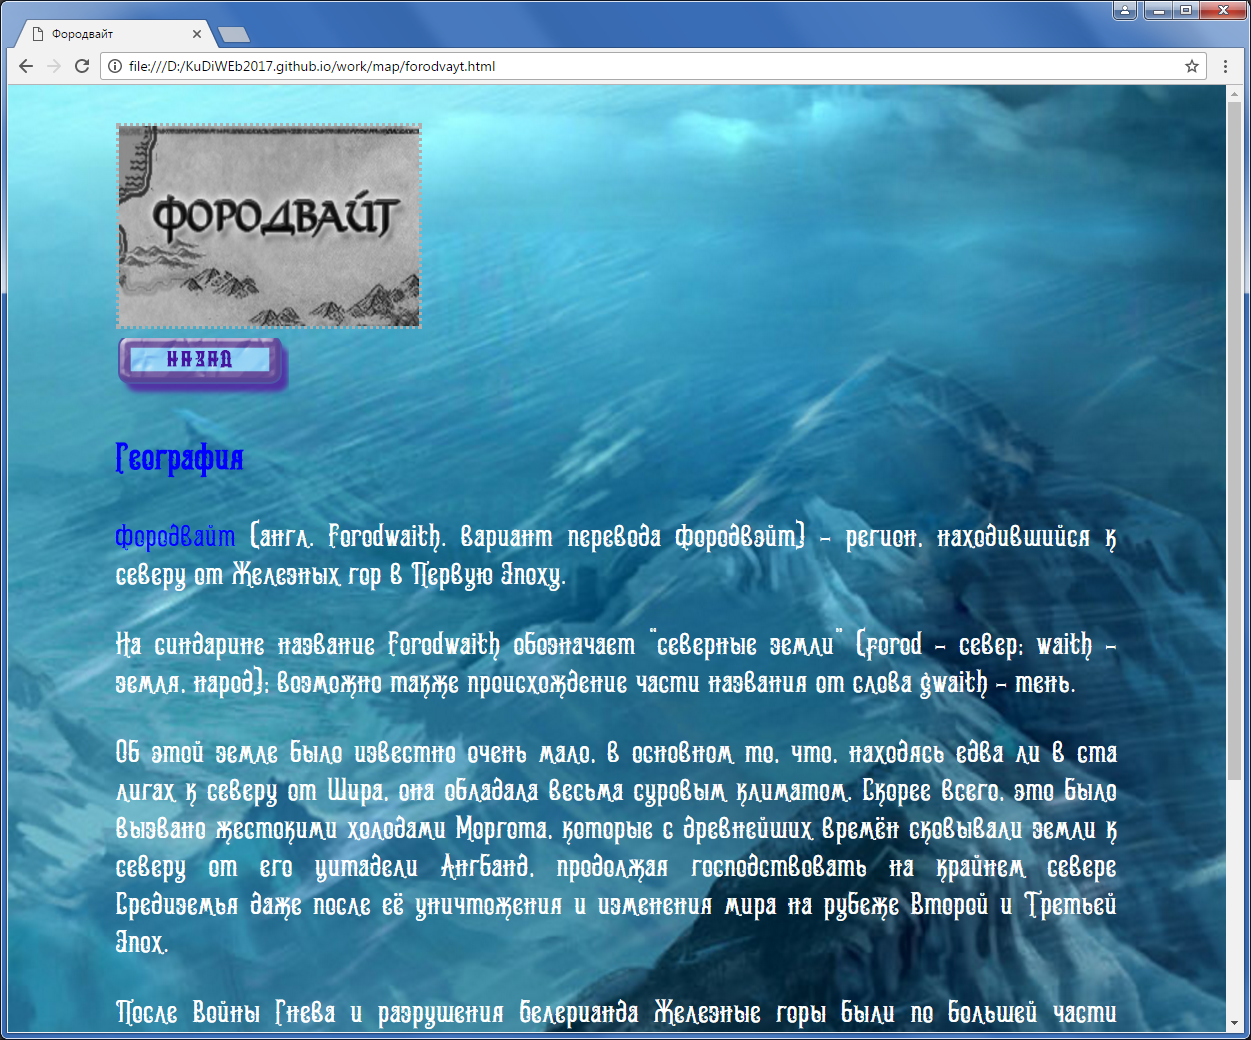 Фородвайт
file:///D:/KuDiWEb2017.github.io/work/map/forodvayt.html
ФОРОДВАЙТ
НАЗАД
География
Фородвайт (англ. Forodwaith, вариант перевода Фородвэйт) – регион, находившийся к
северу от Железных гор в Первую Эпоху.
На синдарине название Forodwaith обозначает "северные земли" (forod – север; waith –
земля, народ); возможно также происхождение части названия от слова gwaith – тень.
Об этой земле было известно очень мало, в основном то, что, находясь едва ли в ста
лигах к северу от Шира, она обладала весьма суровым климатом. Скорее всего, это было
вызвано жестокими холодами Моргота, которые с древнейших времён сковывали земли к
северу от его цитадели Ангбанд, продолжая господствовать на крайнем севере
Средиземья даже после её уничтожения и изменения мира на рубеже Второй и Третьей
Эпох.
После Войны Гнева и разрушения Белерианда Железные горы были по большей части